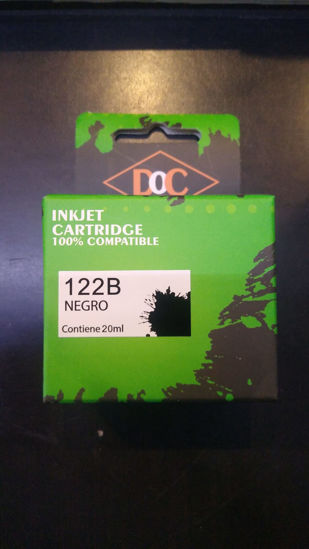 DOC
INKJET
CARTRIDGE
100% COMPATIBLE
122B
NEGRO
Contiene 20ml